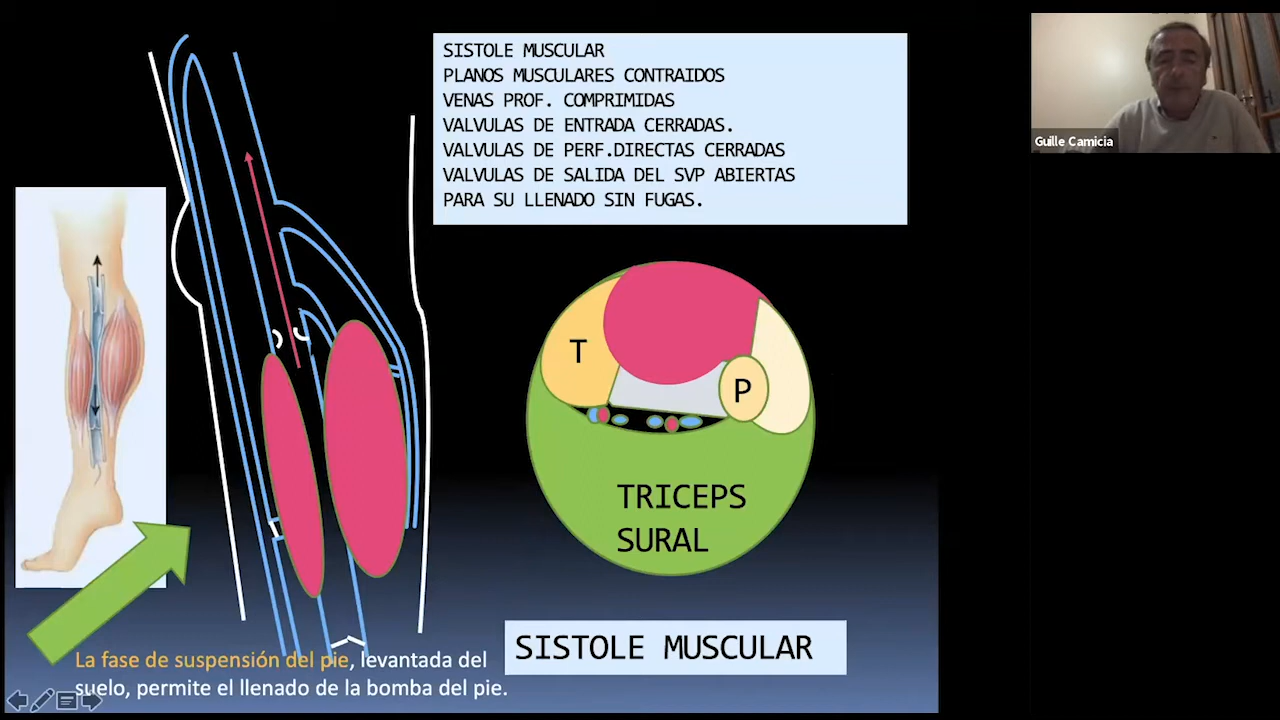 SISTOLE MUSCULAR
PLANOS MUSCULARES CONTRAIDOS
VENAS PROF. COMPRIMIDAS
VALVULAS DE ENTRADA CERRADAS.
VALVULAS DE PERF.DIRECTAS CERRADAS
VALVULAS DE SALIDA DEL SVP ABIERTAS
PARA SU LLENADO SIN FUGAS.
Guille Camicia
T
P
TRICEPS
SURAL
SISTOLE MUSCULAR
La fase de suspensión del pie, levantada del
suelo, permite el llenado de la bomba del pie.